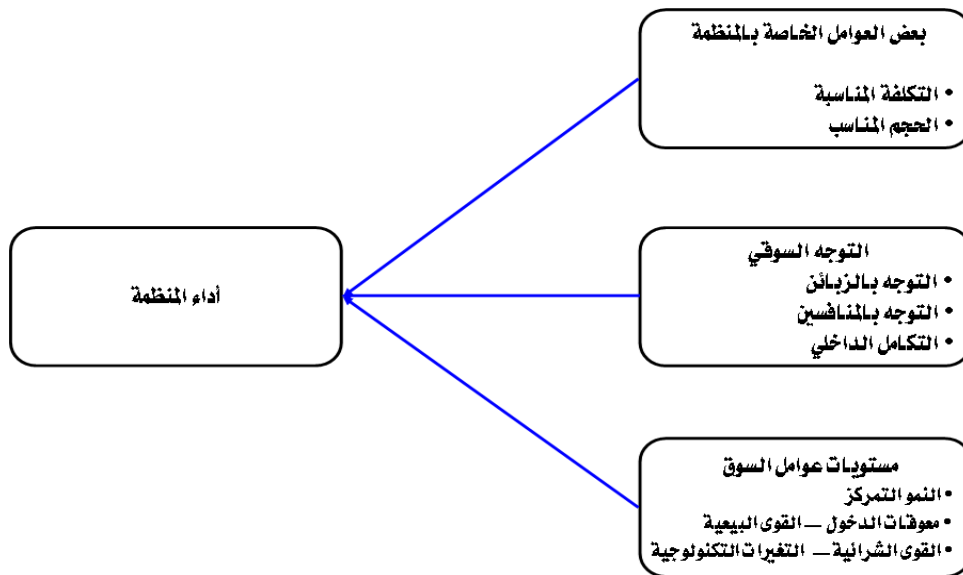 بعض العوامل الخاصة بالمنظمة
• التكلفة المناسبة
• الحجم المناسب
التوجه السوقي
• التوجه بالزبائن
• التوجه بالمنافسين
• التكامل الداخلي
أداء المنظمة
مستويات عوامل السوق
• النمو التمركز
• معوقات الدخول – القوى البيعية
• القوى الشرائية – التغيرات التكنولوجية